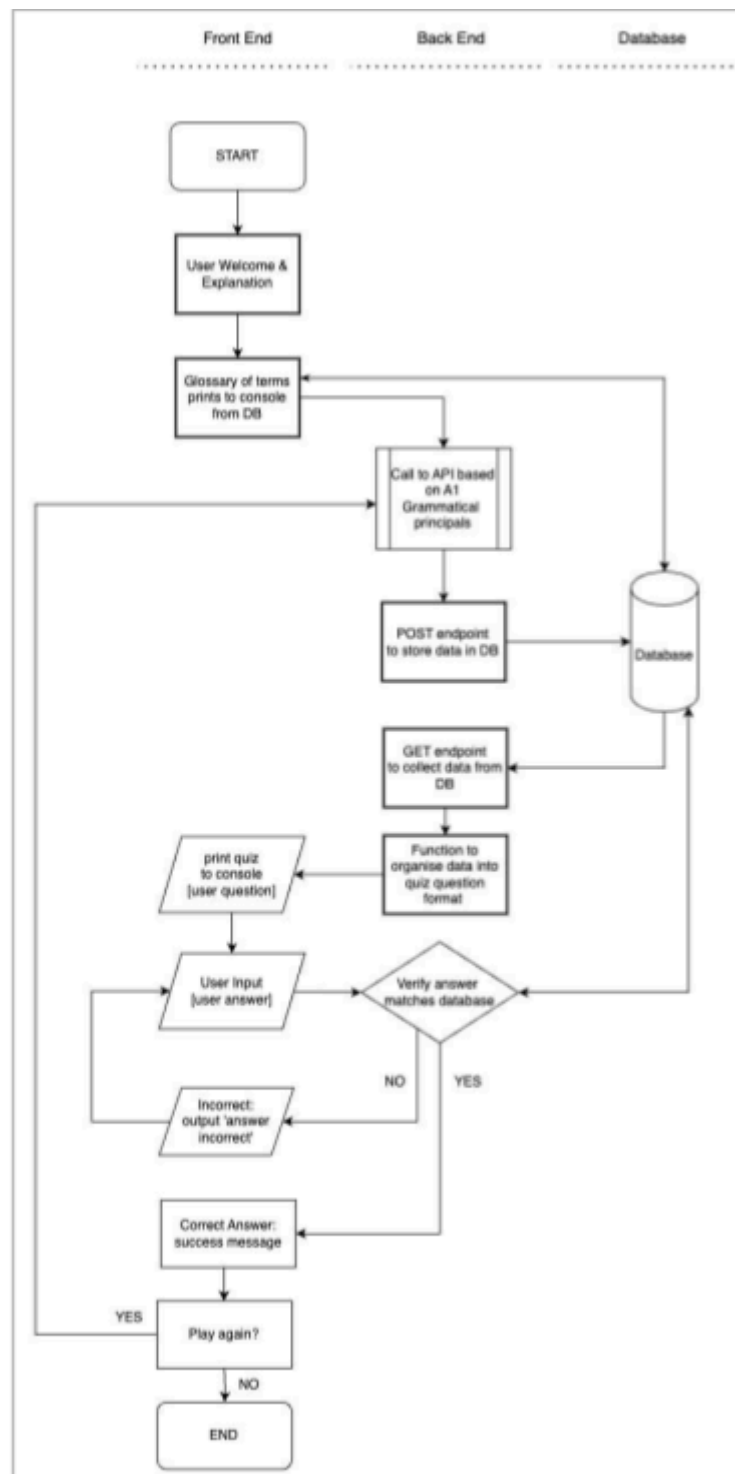 Front End
Back End
Database
START
User Welcome &
Explanation
Glossary of terms
prints to console
from DB
Call to API based
on A1
Grammatical
principals
POST endpoint
to store data in DB
Database
GET endpoint
to collect data from
DB
Function to
organise data into
quiz question
format
print quiz
to console
[user question]
User Input
[user answer]
Verify answer
matches database
NO
YES
Incorrect:
output 'answer
incorrect'
Correct Answer:
success message
YES
Play again?
NO
END